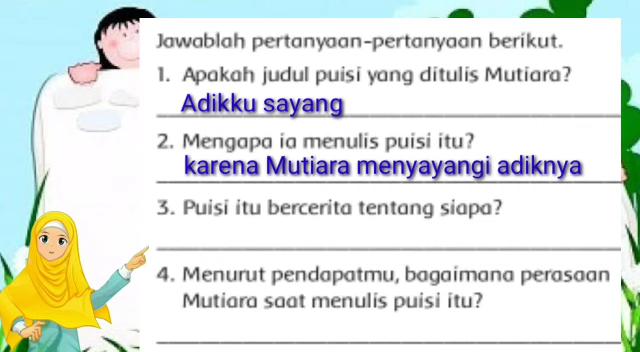 Jawablah pertanyaan-pertanyaan berikut.
1. Apakah judul puisi yang ditulis Mutiara?
Adikku sayang
2. Mengapa ia menulis puisi itu?
karena Mutiara menyayangi adiknya
3. Puisi itu bercerita tentang siapa?
4. Menurut pendapatmu, bagaimana perasaan
Mutiara saat menulis puisi itu?